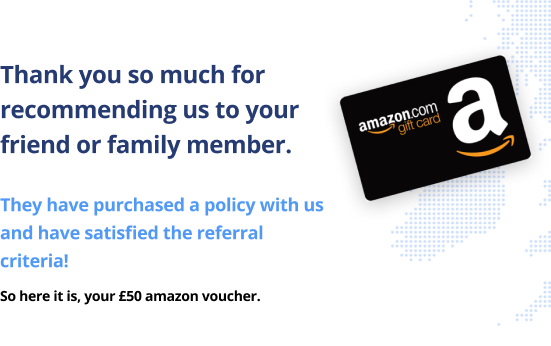 Thank you so much for
recommending us to your
friend or family member.
amazon.com
gift card
a
They have purchased a policy with us
and have satisfied the referral
criteria!
So here it is, your £50 amazon voucher.